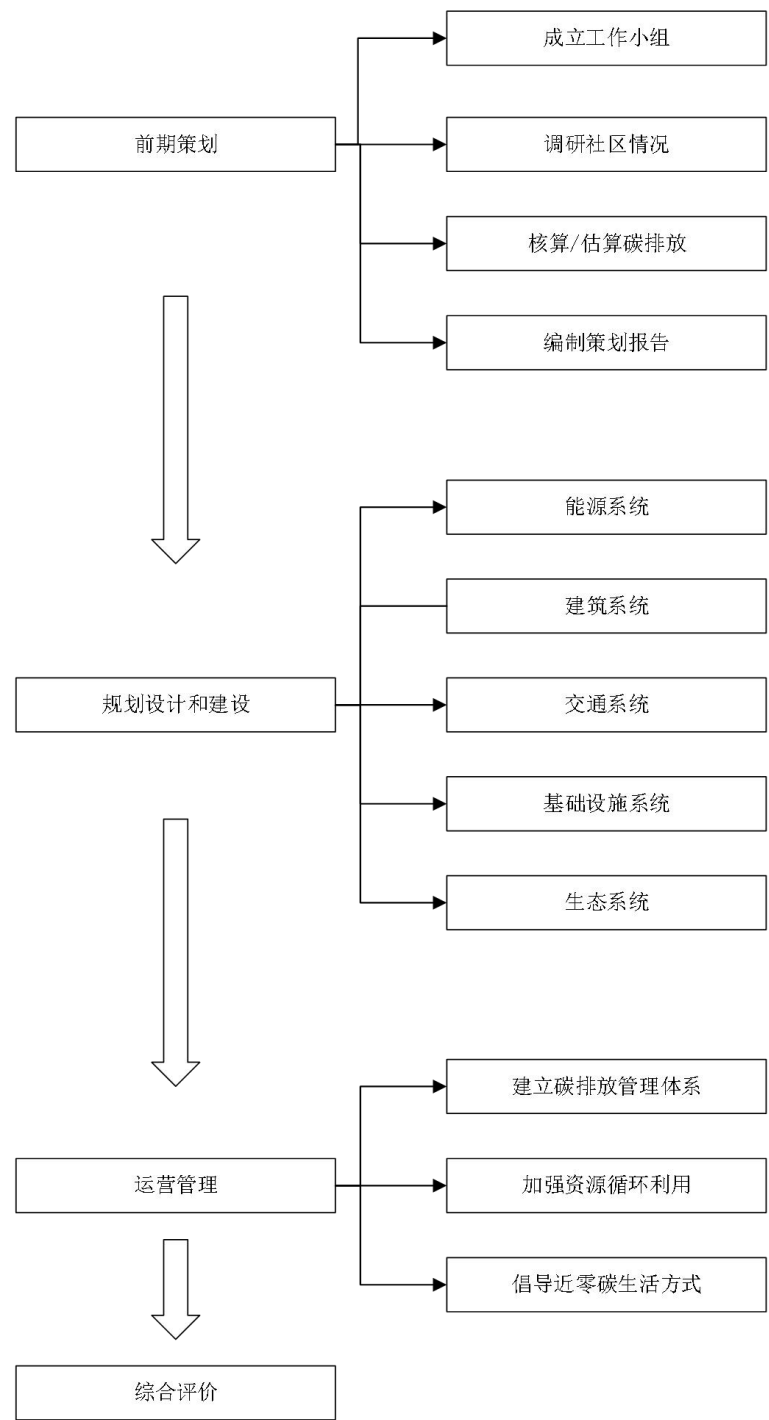 成立工作小组
前期策划
调研社区情况
核算/估算碳排放
编制策划报告
能源系统
建筑系统
规划设计和建设
交通系统
基础设施系统
生态系统
建立碳排放管理体系
运营管理
加强资源循环利用
倡导近零碳生活方式
综合评价